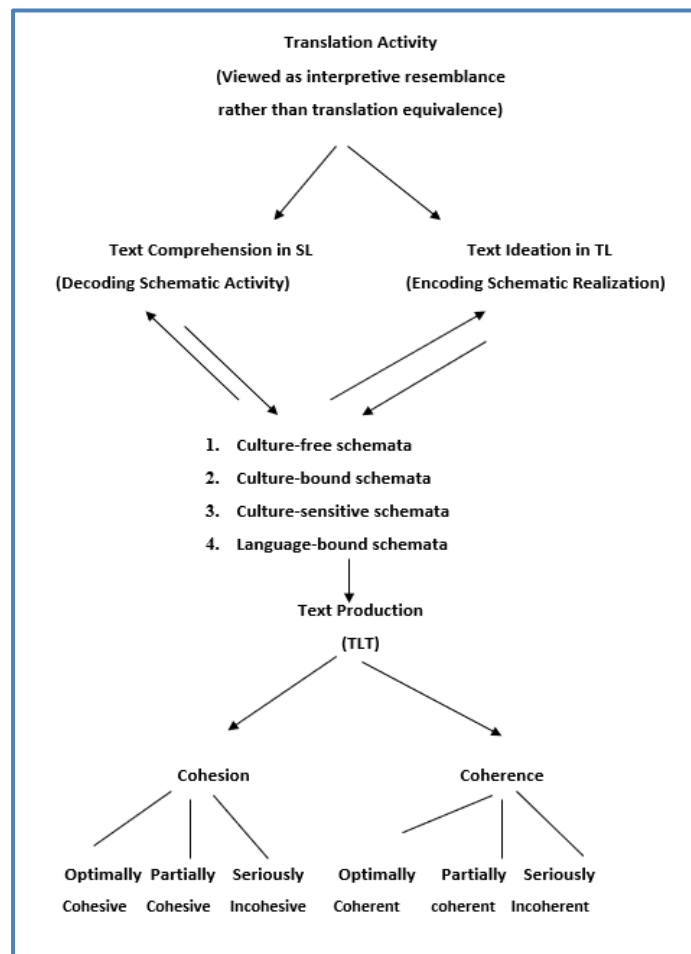 Translation Activity
(Viewed as interpretive resemblance
rather than translation equivalence)
Text Comprehension in SL
(Decoding Schematic Activity)
Text Ideation in TL
(Encoding Schematic Realization)
1. Culture-free schemata
2. Culture-bound schemata
3. Culture-sensitive schemata
4. Language-bound schemata
Text Production
(TLT)
Cohesion
Coherence
Optimally Partially Seriously
Cohesive Cohesive Incohesive
Optimally Partially Seriously
Coherent coherent Incoherent